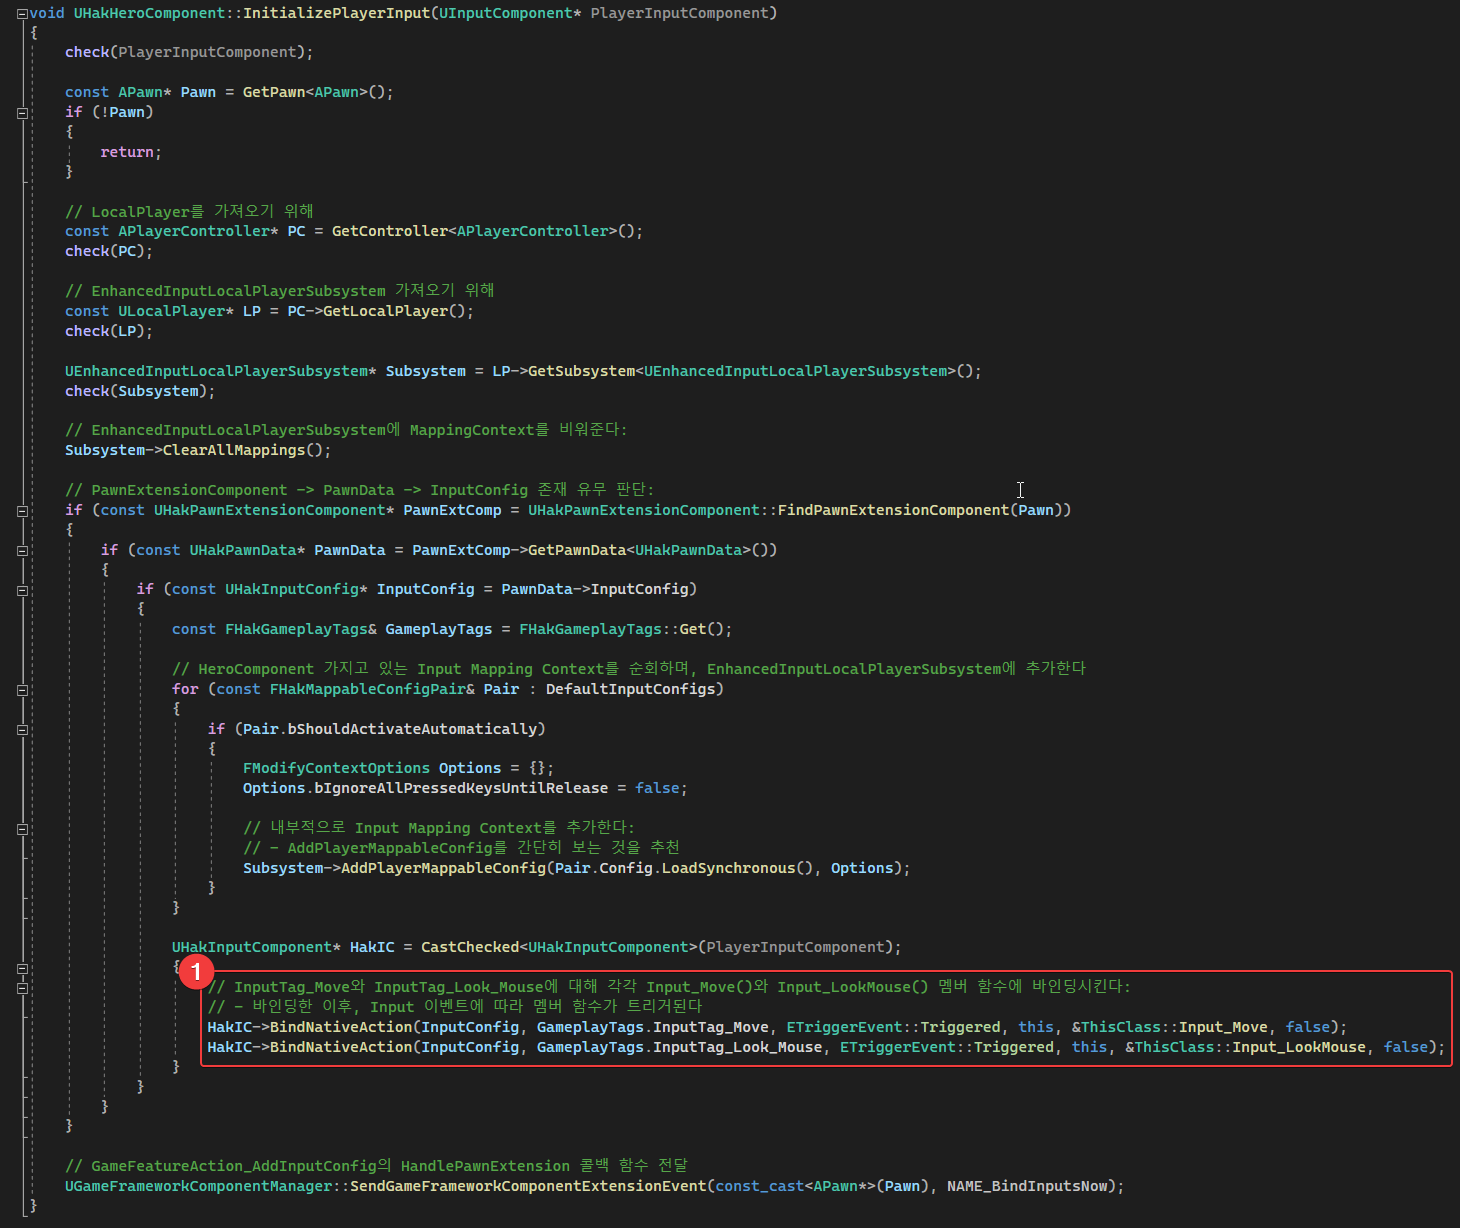 void UHakHeroComponent::InitializePlayerInput(UInputComponent* PlayerInputComponent)
{
check(PlayerInputComponent);
const APawn* Pawn = GetPawn<APawn>();
if (!Pawn)
{
return;
}
// LocalPlayer를 가져오기 위해
const APlayerController* PC = GetController<APlayerController>();
check(PC);
// EnhancedInputLocalPlayerSubsystem 가져오기 위해
const ULocalPlayer* LP = PC->GetLocalPlayer();
check(LP);
UEnhancedInputLocalPlayerSubsystem* Subsystem = LP->GetSubsystem<UEnhancedInputLocalPlayerSubsystem>();
check(Subsystem);
// EnhancedInputLocalPlayerSubsystem에 MappingContext를 비워준다:
Subsystem->ClearAllMappings();
// PawnExtensionComponent -> PawnData -> InputConfig 존재 유무 판단:
if (const UHakPawnExtensionComponent* PawnExtComp = UHakPawnExtensionComponent::FindPawnExtensionComponent(Pawn))
{
if (const UHakPawnData* PawnData = PawnExtComp->GetPawnData<UHakPawnData>())
{
if (const UHakInputConfig* InputConfig = PawnData->InputConfig)
{
const FHakGameplayTags& GameplayTags = FHakGameplayTags::Get();
// HeroComponent 가지고 있는 Input Mapping Context를 순회하며, EnhancedInputLocalPlayerSubsystem에 추가한다
for (const FHakMappableConfigPair& Pair : DefaultInputConfigs)
{
if (Pair.bShouldActivateAutomatically)
{
FModifyContextOptions Options = {};
Options.bIgnoreAllPressedKeysUntilRelease = false;
// 내부적으로 Input Mapping Context를 추가한다:
// - AddPlayerMappableConfig를 간단히 보는 것을 추천
Subsystem->AddPlayerMappableConfig(Pair.Config.LoadSynchronous(), Options);
}
}
UHakInputComponent* HakIC = CastChecked<UHakInputComponent>(PlayerInputComponent);
{
1
// InputTag_Move와 InputTag_Look_Mouse에 대해 각각 Input_Move()와 Input_LookMouse() 멤버 함수에 바인딩시킨다:
// - 바인딩한 이후, Input 이벤트에 따라 멤버 함수가 트리거된다
HakIC->BindNativeAction(InputConfig, GameplayTags.InputTag_Move, ETriggerEvent::Triggered, this, &ThisClass::Input_Move, false);
HakIC->BindNativeAction(InputConfig, GameplayTags.InputTag_Look_Mouse, ETriggerEvent::Triggered, this, &ThisClass::Input_LookMouse, false);
}
}
}
}
// GameFeatureAction_AddInputConfig의 HandlePawnExtension 콜백 함수 전달
UGameFrameworkComponentManager::SendGameFrameworkComponentExtensionEvent(const_cast<APawn*>(Pawn), NAME_BindInputsNow);
}